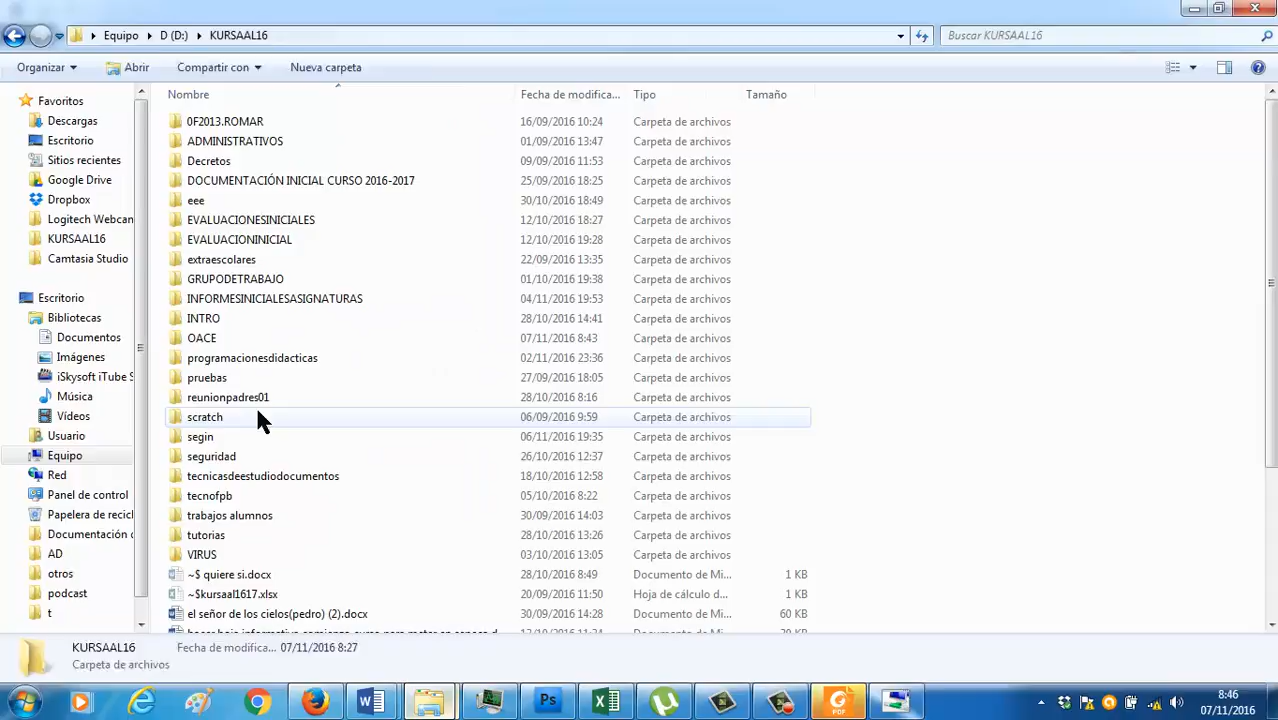 Equipo D (D:) KURSAAL16 Buscar KURSAAL16
Organizar Abrir Compartir con Nueva carpeta
Nombre Fecha de modifica... Tipo Tamaño
Favoritos
Descargas
Escritorio
Sitios recientes
Google Drive
Dropbox
Logitech Webcan
KURSAAL16
Camtasia Studio
Escritorio
Bibliotecas
Documentos
Imágenes
iSkysoft iTube S
Música
Vídeos
Usuario
Equipo
Red
Panel de control
Papelera de recicl
Documentación
AD
otros
podcast
t
0F2013.ROMAR 16/09/2016 10:24 Carpeta de archivos
ADMINISTRATIVOS 01/09/2016 13:47 Carpeta de archivos
Decretos 09/09/2016 11:53 Carpeta de archivos
DOCUMENTACIÓN INICIAL CURSO 2016-2017 25/09/2016 18:25 Carpeta de archivos
eee 30/10/2016 18:49 Carpeta de archivos
EVALUACIONESINICIALES 12/10/2016 18:27 Carpeta de archivos
EVALUACIONINICIAL 12/10/2016 19:28 Carpeta de archivos
extraescolares 22/09/2016 13:35 Carpeta de archivos
GRUPODETRABAJO 01/10/2016 19:38 Carpeta de archivos
INFORMESINICIALESASIGNATURAS 04/11/2016 19:53 Carpeta de archivos
INTRO 28/10/2016 14:41 Carpeta de archivos
OACE 07/11/2016 8:43 Carpeta de archivos
programacionesdidacticas 02/11/2016 23:36 Carpeta de archivos
pruebas 27/09/2016 18:05 Carpeta de archivos
reunionpadres01 28/10/2016 8:16 Carpeta de archivos
scratch 06/09/2016 9:59 Carpeta de archivos
segin 06/11/2016 19:35 Carpeta de archivos
seguridad 26/10/2016 12:37 Carpeta de archivos
tecnicasdeestudiodocumentos 18/10/2016 12:58 Carpeta de archivos
tecnofpb 05/10/2016 8:22 Carpeta de archivos
trabajos alumnos 30/09/2016 14:03 Carpeta de archivos
tutorias 28/10/2016 13:26 Carpeta de archivos
VIRUS 03/10/2016 13:05 Carpeta de archivos
~$ quiere si.docx 28/10/2016 8:49 Documento de Mi... 1 KB
~$kursaal1617.xlsx 20/09/2016 11:50 Hoja de cálculo d... 1 KB
el señor de los cielos(pedro) (2).docx 30/09/2016 14:28 Documento de Mi... 60 KB
KURSAAL16 Fecha de modifica... 07/11/2016 8:27
Carpeta de archivos
Ps PDF
8:46
07/11/2016